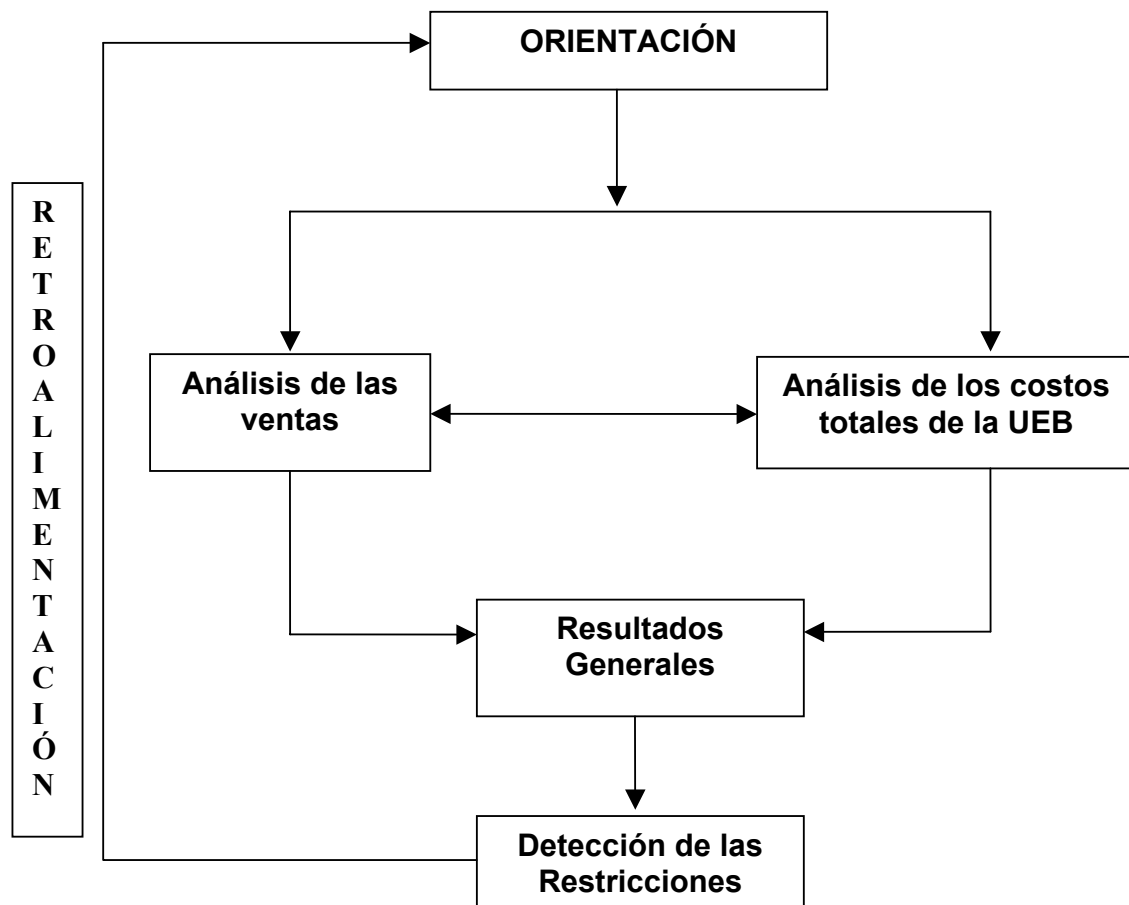 ORIENTACIÓN
R
E
T
R
O
A
L
I
M
E
N
T
A
C
I
Ó
N
Análisis de las
ventas
Análisis de los costos
totales de la UEB
Resultados
Generales
Detección de las
Restricciones